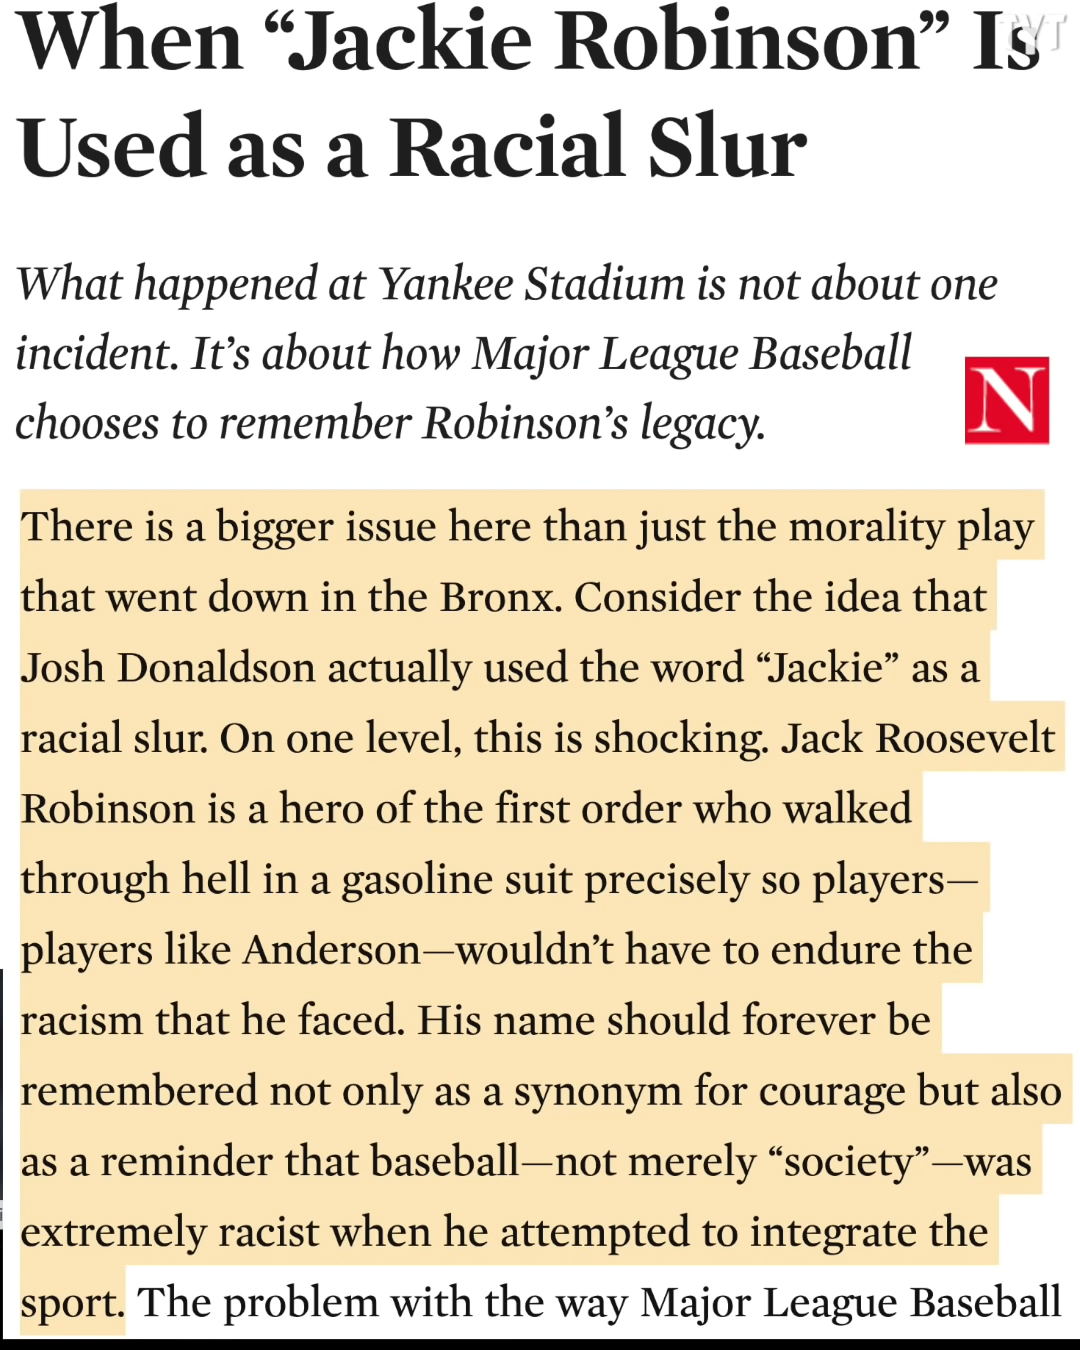 When “Jackie Robinson” Is
TYT
Used as a Racial Slur
What happened at Yankee Stadium is not about one
incident. It’s about how Major League Baseball
chooses to remember Robinson’s legacy.
N
There is a bigger issue here than just the morality play
that went down in the Bronx. Consider the idea that
Josh Donaldson actually used the word “Jackie” as a
racial slur. On one level, this is shocking. Jack Roosevelt
Robinson is a hero of the first order who walked
through hell in a gasoline suit precisely so players—
players like Anderson—wouldn’t have to endure the
racism that he faced. His name should forever be
remembered not only as a synonym for courage but also
as a reminder that baseball—not merely “society”—was
extremely racist when he attempted to integrate the
sport. The problem with the way Major League Baseball